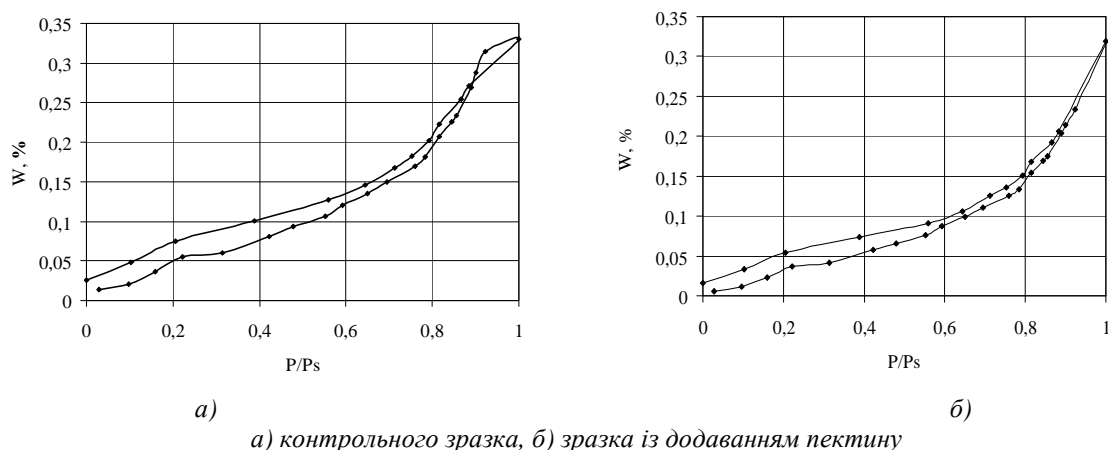 0,35
0,3
0,25
0,2
0,15
0,1
0,05
0
W, %
0 0,2 0,4 0,6 0,8 1
P/Ps
а)
0,35
0,3
0,25
0,2
0,15
0,1
0,05
0
W, %
0 0,2 0,4 0,6 0,8 1
P/Ps
б)
а) контрольного зразка, б) зразка із додаванням пектину